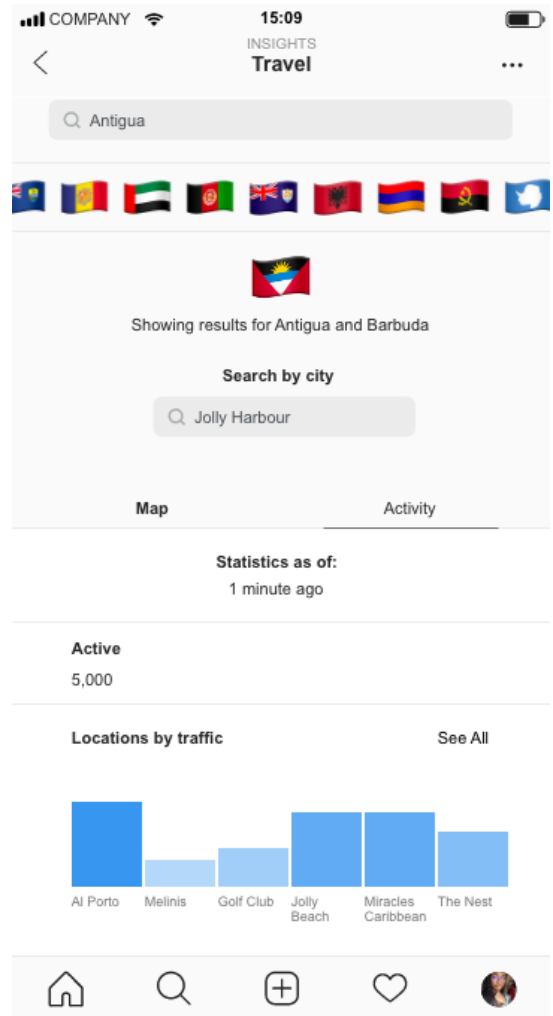 COMPANY 15:09
INSIGHTS
Travel
Antigua
Showing results for Antigua and Barbuda
Search by city
Jolly Harbour
Map Activity
Statistics as of:
1 minute ago
Active
5,000
Locations by traffic See All
Al Porto Melinis Golf Club Jolly Beach Miracles Caribbean The Nest